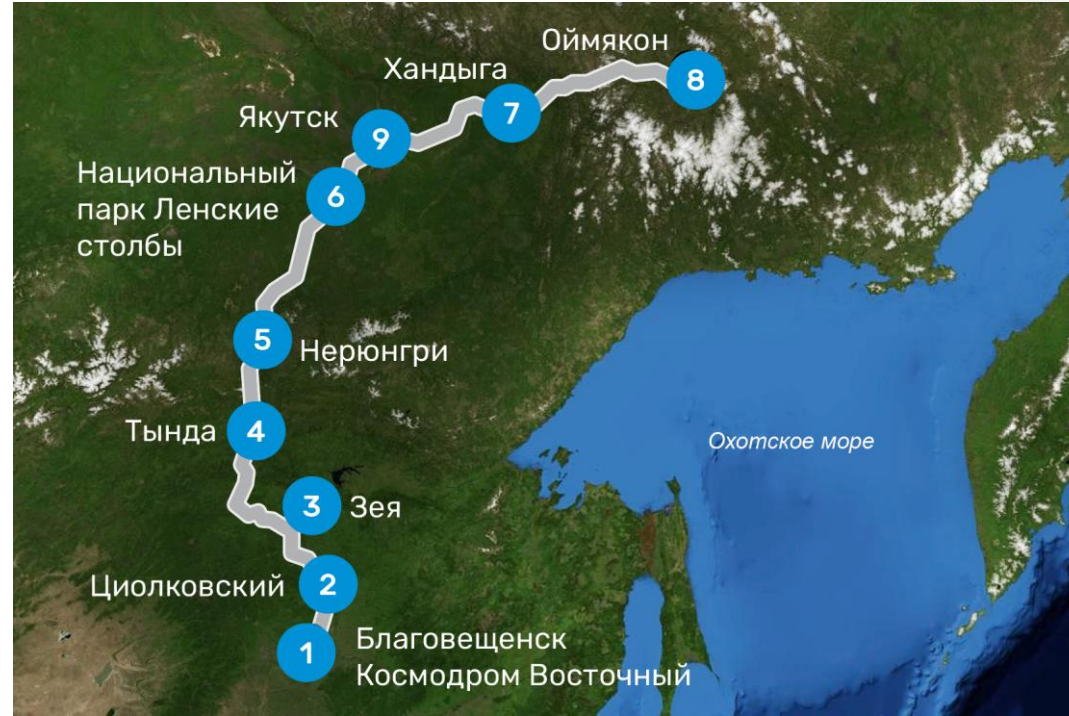 Оймякон
8
Хандыга
7
Якутск
9
Национальный
парк Ленские
столбы
6
5
Нерюнгри
Тында
4
Охотское море
3
Зея
Циолковский
2
1
Благовещенск
Космодром Восточный